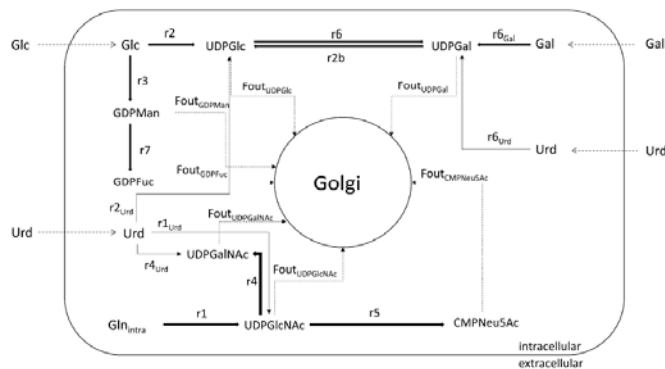 Glc Glc r2 UDPGlc r6 UDPGal r6Gal Gal Gal
r2b
r3
FoutUDPGlc FoutUDPGal
GDPMan FoutGDPMan
r6Urd
r7
Urd Urd
FoutGDPFuc Golgi FoutCMPNeu5Ac
GDPFuc
r2Urd
FoutUDPGalNAc
Urd Urd r1Urd
r4Urd UDPGalNAc
FoutUDPGlcNAc
r4
Glnintra r1 UDPGlcNAc r5 CMPNeu5Ac
intracellular
extracellular